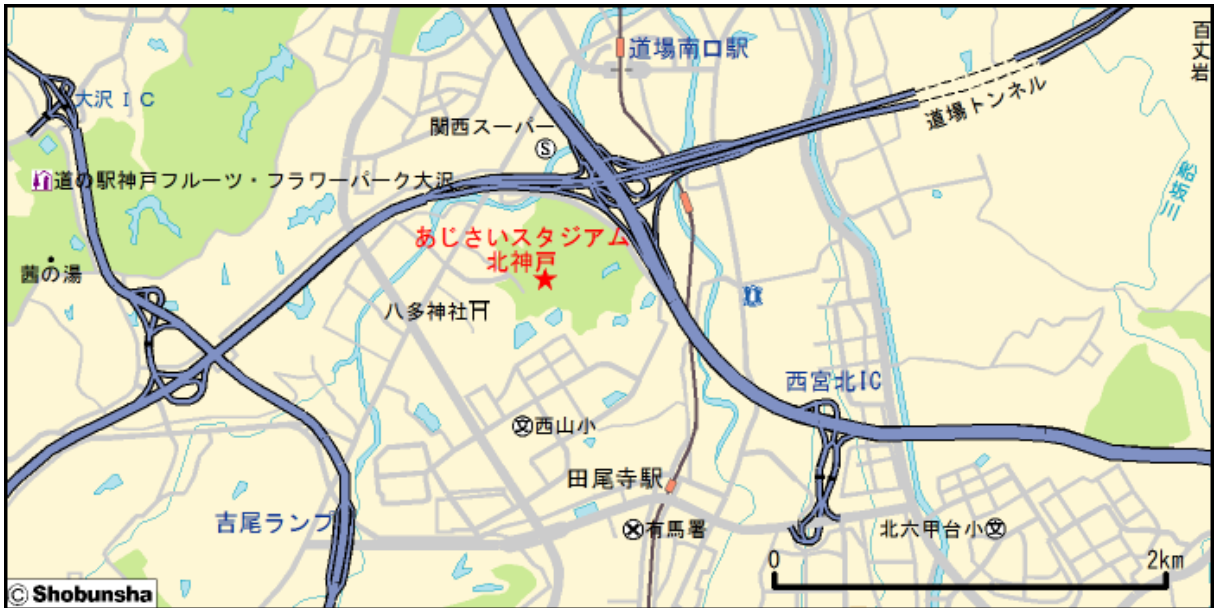 道場南口駅
百丈岩
大沢IC
関西スーパー
Ⓢ
道場トンネル
道の駅神戸フルーツ・フラワーパーク大沢
船坂川
あじさいスタジアム
北神戸
茜の湯
八多神社
西宮北IC
文西山小
田尾寺駅
吉尾ランプ
有馬署
北六甲台小文
0
2km
© Shobunsha